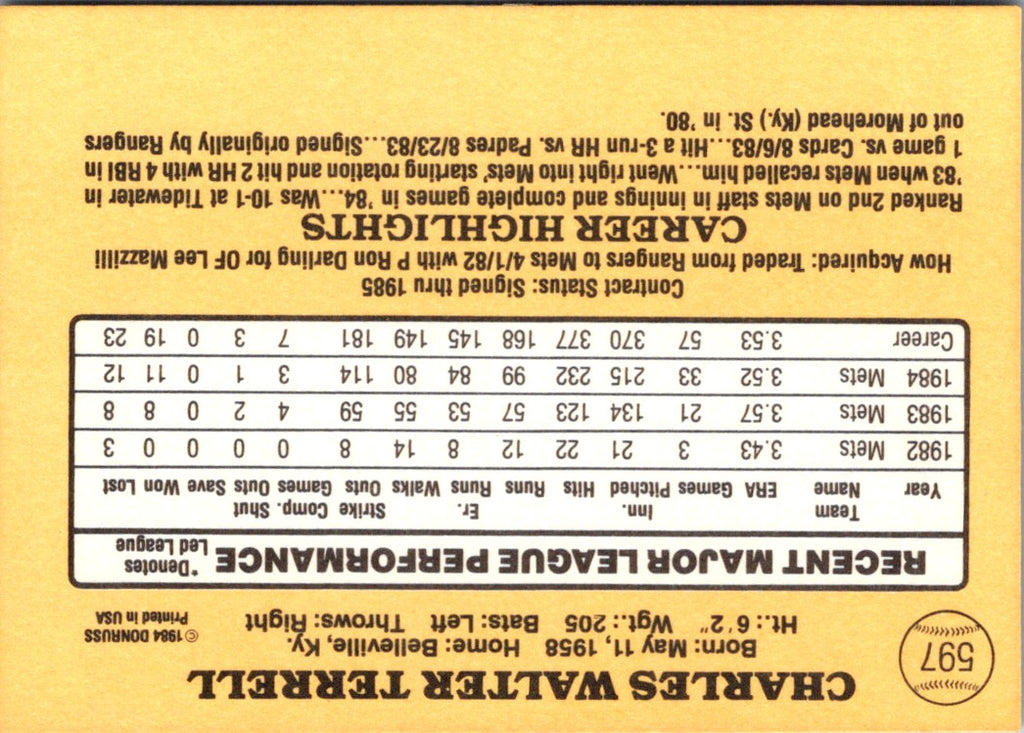 597
CHARLES WALTER TERRELL
Born: May 11, 1958 Home: Belleville, Ky.
Ht.: 6'2" Wgt.: 205 Bats: Left Throws: Right
© 1984 DONRUSS
Printed in USA
RECENT MAJOR LEAGUE PERFORMANCE
*Denotes
Led League
Year Team Name ERA Games Inn. Pitched Hits Runs Er. Runs Walks Strike Outs Comp. Games Shut Outs Save Won Lost
1982 Mets 3.43 3 21 22 12 8 14 8 0 0 0 0 3
1983 Mets 3.57 21 134 123 57 53 55 59 4 2 0 8 8
1984 Mets 3.52 33 215 232 99 84 80 114 3 1 0 11 12
Career 3.53 57 370 377 168 145 149 181 7 3 0 19 23
Contract Status: Signed thru 1985
How Acquired: Traded from Rangers to Mets 4/1/82 with P Ron Darling for OF Lee Mazzilli
CAREER HIGHLIGHTS
Ranked 2nd on Mets staff in innings and complete games in '84...Was 10-1 at Tidewater in
'83 when Mets recalled him...Went right into Mets' starting rotation and hit 2 HR with 4 RBI in
1 game vs. Cards 8/6/83...Hit a 3-run HR vs. Padres 8/23/83...Signed originally by Rangers
out of Morehead (Ky.) St. in '80.